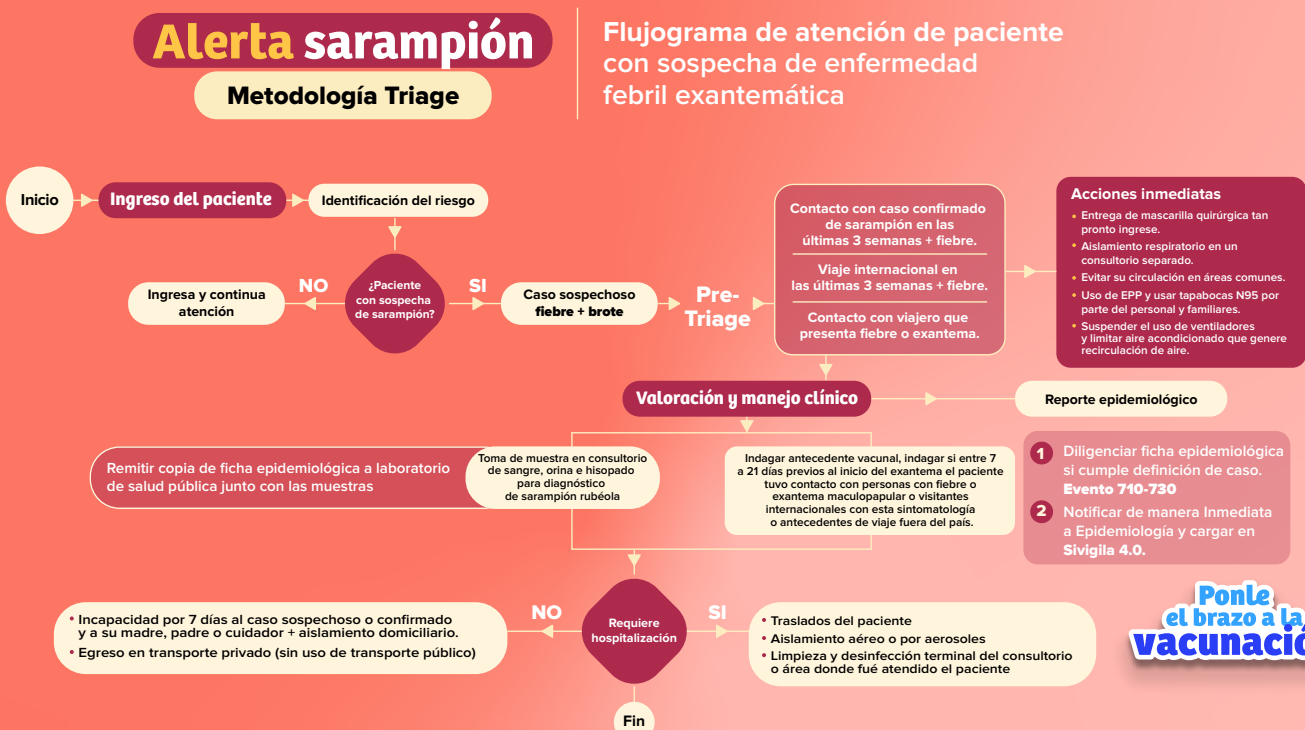 Alerta sarampión
Metodología Triage
Flujograma de atención de paciente
con sospecha de enfermedad
febril exantemática
Inicio
Ingreso del paciente
Identificación del riesgo
¿Paciente
con sospecha
de sarampión?
NO
Ingresa y continua
atención
SI
Caso sospechoso
fiebre + brote
Pre-
Triage
Contacto con caso confirmado
de sarampión en las
últimas 3 semanas + fiebre.
Viaje internacional en
las últimas 3 semanas + fiebre.
Contacto con viajero que
presenta fiebre o exantema.
Acciones inmediatas
• Entrega de mascarilla quirúrgica tan
pronto ingrese.
• Aislamiento respiratorio en un
consultorio separado.
• Evitar su circulación en áreas comunes.
• Uso de EPP y usar tapabocas N95 por
parte del personal y familiares.
• Suspender el uso de ventiladores
y limitar aire acondicionado que genere
recirculación de aire.
Valoración y manejo clínico
Reporte epidemiológico
Remitir copia de ficha epidemiológica a laboratorio
de salud pública junto con las muestras
Toma de muestra en consultorio
de sangre, orina e hisopado
para diagnóstico
de sarampión rubéola
Indagar antecedente vacunal, indagar si entre 7
a 21 días previos al inicio del exantema el paciente
tuvo contacto con personas con fiebre o
exantema maculopapular o visitantes
internacionales con esta sintomatología
o antecedentes de viaje fuera del país.
1 Diligenciar ficha epidemiológica
si cumple definición de caso.
Evento 710-730
2 Notificar de manera Inmediata
a Epidemiología y cargar en
Sivigila 4.0.
Requiere
hospitalización
NO
• Incapacidad por 7 días al caso sospechoso o confirmado
y a su madre, padre o cuidador + aislamiento domiciliario.
• Egreso en transporte privado (sin uso de transporte público)
SI
• Traslados del paciente
• Aislamiento aéreo o por aerosoles
• Limpieza y desinfección terminal del consultorio
o área donde fué atendido el paciente
Ponle
el brazo a la
vacunació
Fin